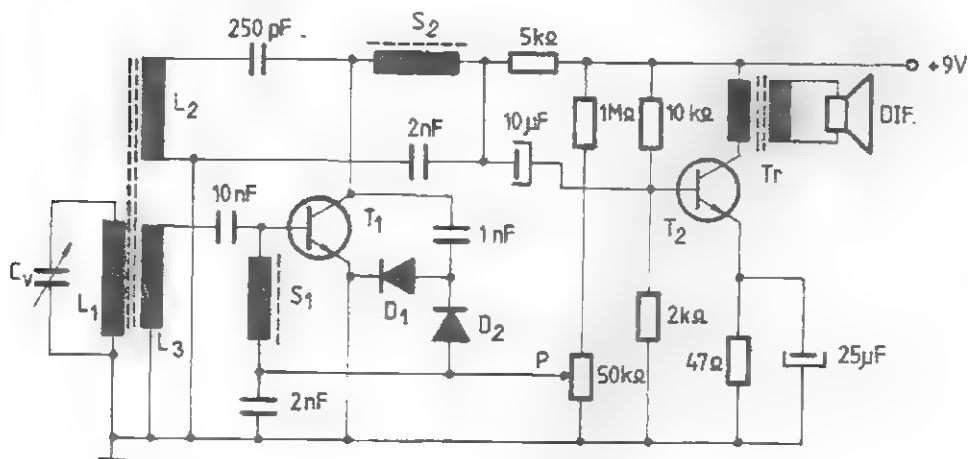 250 pF
S2
5kΩ
+9V
L2
2nF
10µF
1MΩ
10kΩ
DIF.
Tr
10nF
T1
1nF
T2
Cv
L1
S1
D1
D2
L3
2kΩ
P
50kΩ
47Ω
25µF
2nF